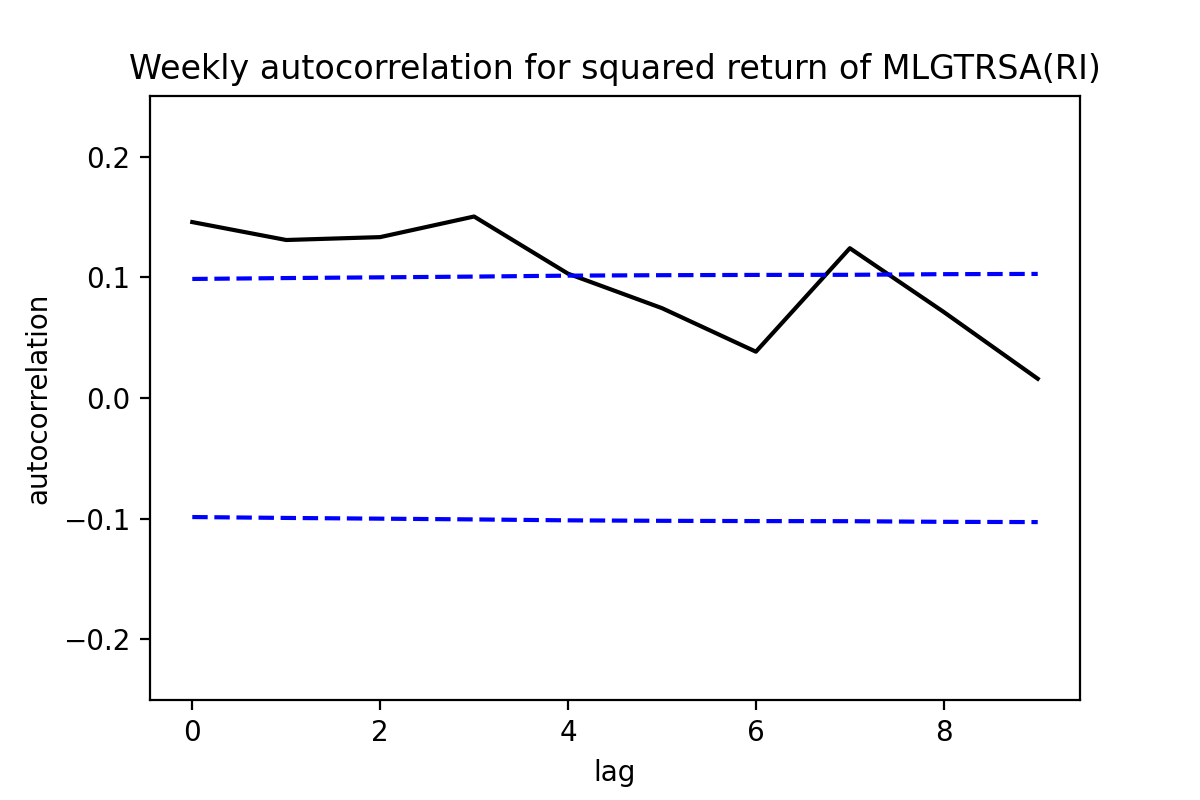 Weekly autocorrelation for squared return of MLGTRSA(RI)
autocorrelation
0.2
0.1
0.0
−0.1
−0.2
0 2 4 6 8
lag